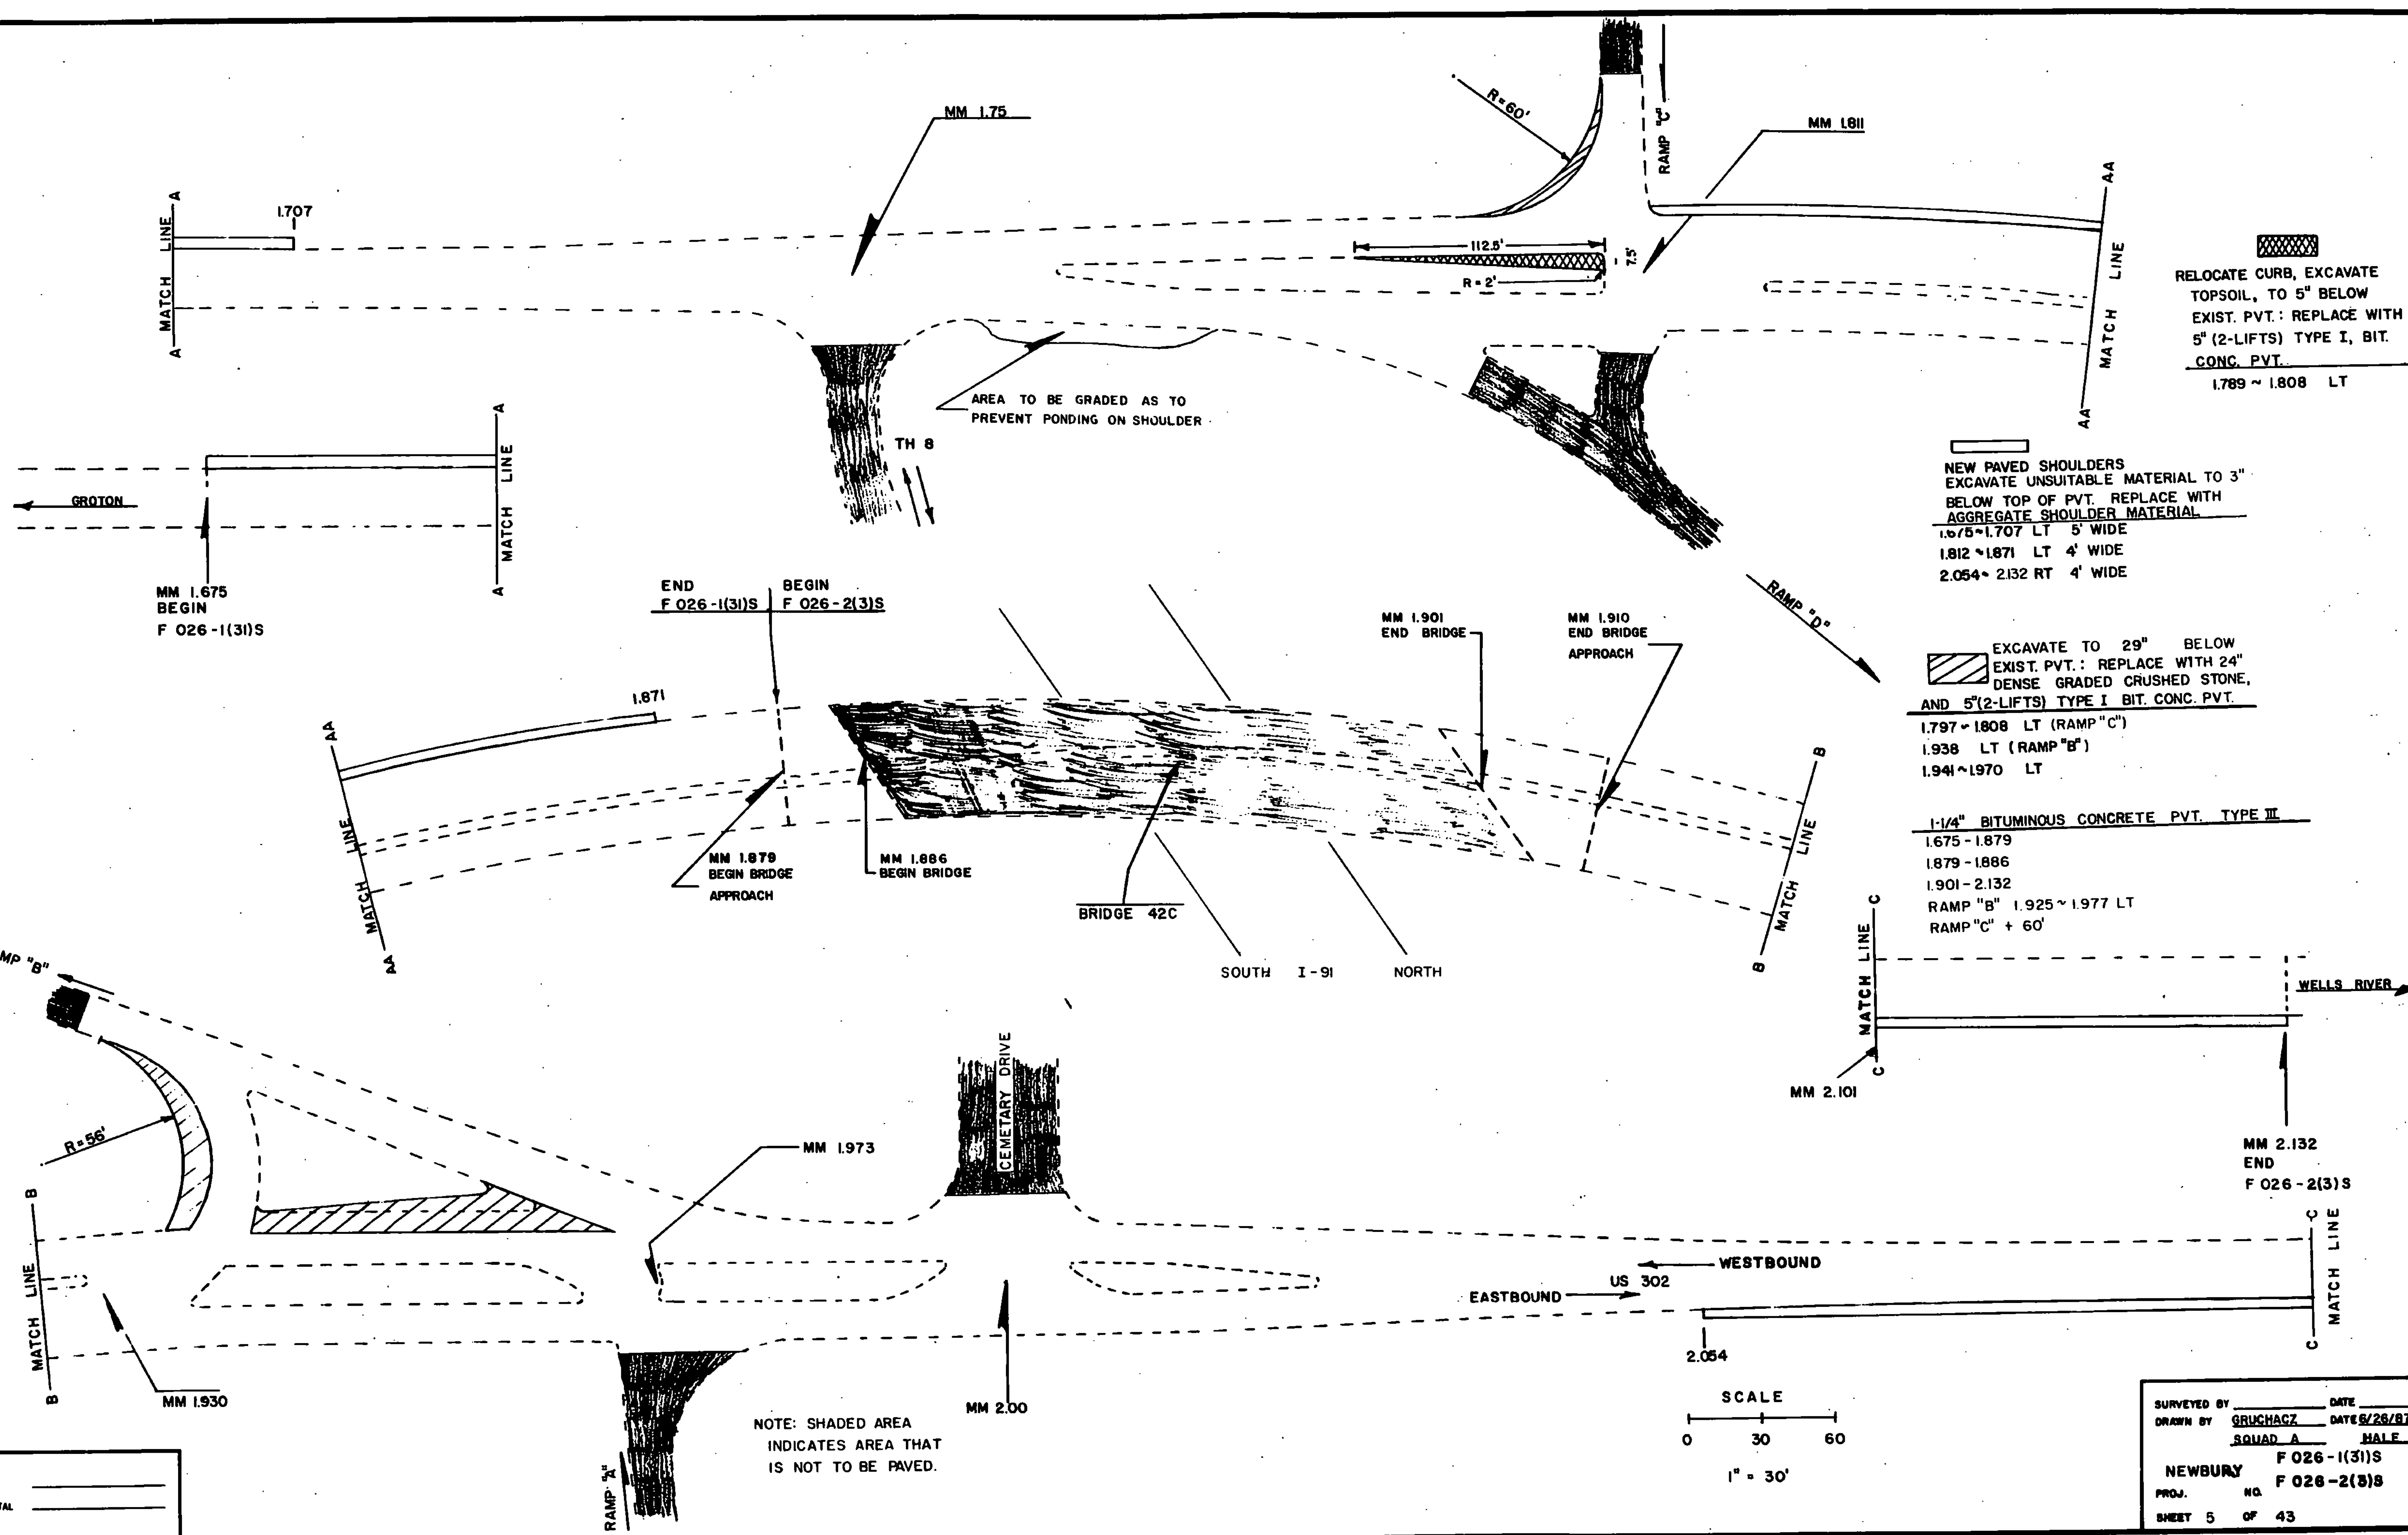 MM 1.75
R=60'
RAMP "C"
MM 1.811
A
MATCH LINE
A
1.707
112.5'
7.5'
R=2'
AA
MATCH LINE
AA
RELOCATE CURB, EXCAVATE
TOPSOIL, TO 5" BELOW
EXIST. PVT.: REPLACE WITH
5" (2-LIFTS) TYPE I, BIT.
CONC. PVT.
1.789 ~ 1.808 LT
AREA TO BE GRADED AS TO
PREVENT PONDING ON SHOULDER
TH 8
A
MATCH LINE
A
GROTON
MM 1.675
BEGIN
F 026-1(31)S
NEW PAVED SHOULDERS
EXCAVATE UNSUITABLE MATERIAL TO 3"
BELOW TOP OF PVT. REPLACE WITH
AGGREGATE SHOULDER MATERIAL
1.675~1.707 LT 5' WIDE
1.812 ~1.871 LT 4' WIDE
2.054~ 2.132 RT 4' WIDE
RAMP "D"
END
F 026-1(31)S
BEGIN
F 026-2(3)S
MM 1.901
END BRIDGE
MM 1.910
END BRIDGE
APPROACH
EXCAVATE TO 29" BELOW
EXIST. PVT.: REPLACE WITH 24"
DENSE GRADED CRUSHED STONE,
AND 5"(2-LIFTS) TYPE I BIT. CONC. PVT.
1.797 ~ 1.808 LT (RAMP "C")
1.938 LT (RAMP "B")
1.941 ~1.970 LT
1.871
AA
MATCH LINE
AA
MM 1.879
BEGIN BRIDGE
APPROACH
MM 1.886
BEGIN BRIDGE
BRIDGE 42C
SOUTH I-91 NORTH
B
MATCH LINE
B
1-1/4" BITUMINOUS CONCRETE PVT. TYPE III
1.675 - 1.879
1.879 - 1.886
1.901 - 2.132
RAMP "B" 1.925 ~ 1.977 LT
RAMP "C" + 60'
C
MATCH LINE
C
WELLS RIVER
MM 2.101
MM 2.132
END
F 026-2(3)S
MP "B"
R=56'
B
MATCH LINE
B
MM 1.930
MM 1.973
CEMETARY DRIVE
WESTBOUND
US 302
EASTBOUND
C
MATCH LINE
C
2.054
MM 2.00
RAMP "A"
NOTE: SHADED AREA
INDICATES AREA THAT
IS NOT TO BE PAVED.
SCALE
0 30 60
1" = 30'
TAL
SURVEYED BY DATE
DRAWN BY GRUCHACZ DATE 6/26/87
SQUAD A HALE
F 026-1(31)S
NEWBURY
F 026-2(3)S
PROJ. NO.
SHEET 5 OF 43